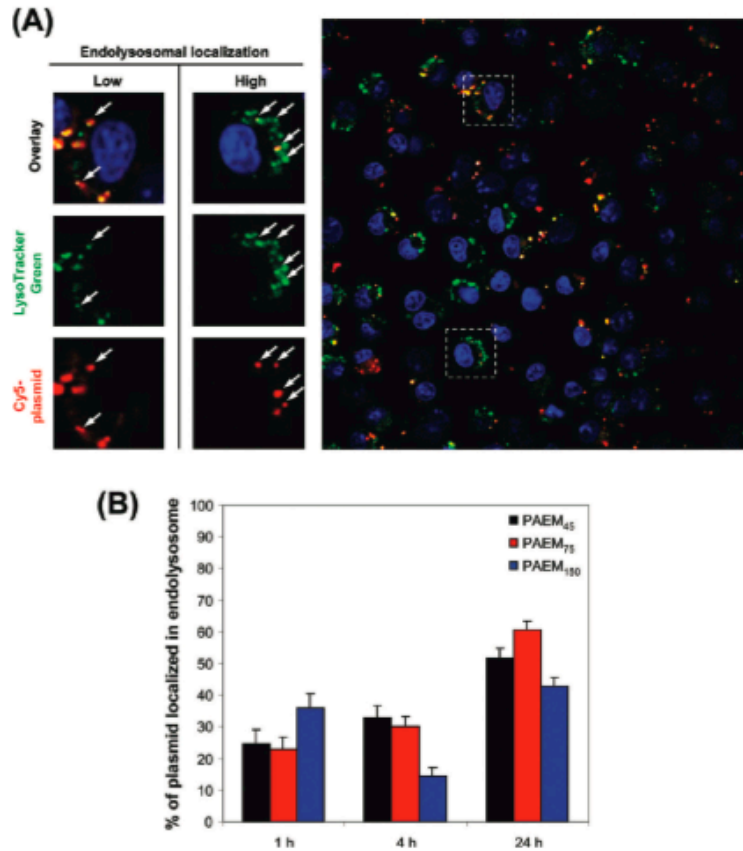 (A)
Endolysosomal localization
Low
High
Overlay
LysoTracker
Green
Cy5-
plasmid
(B)
% of plasmid localized in endolysosome
100
90
80
70
60
50
40
30
20
10
0
PAEM45
PAEM75
PAEM150
1 h
4 h
24 h